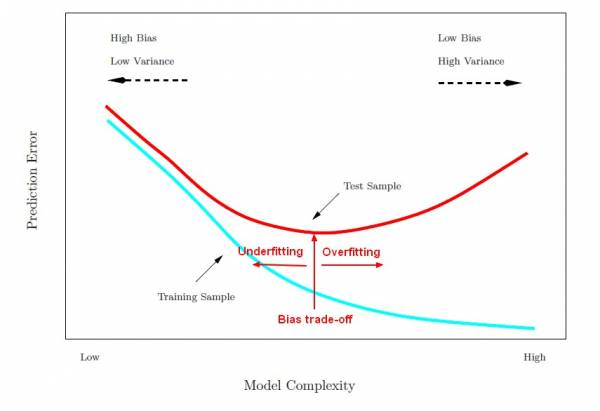 High Bias
Low Variance
Low Bias
High Variance
Prediction Error
Test Sample
Underfitting
Overfitting
Training Sample
Bias trade-off
Low
High
Model Complexity